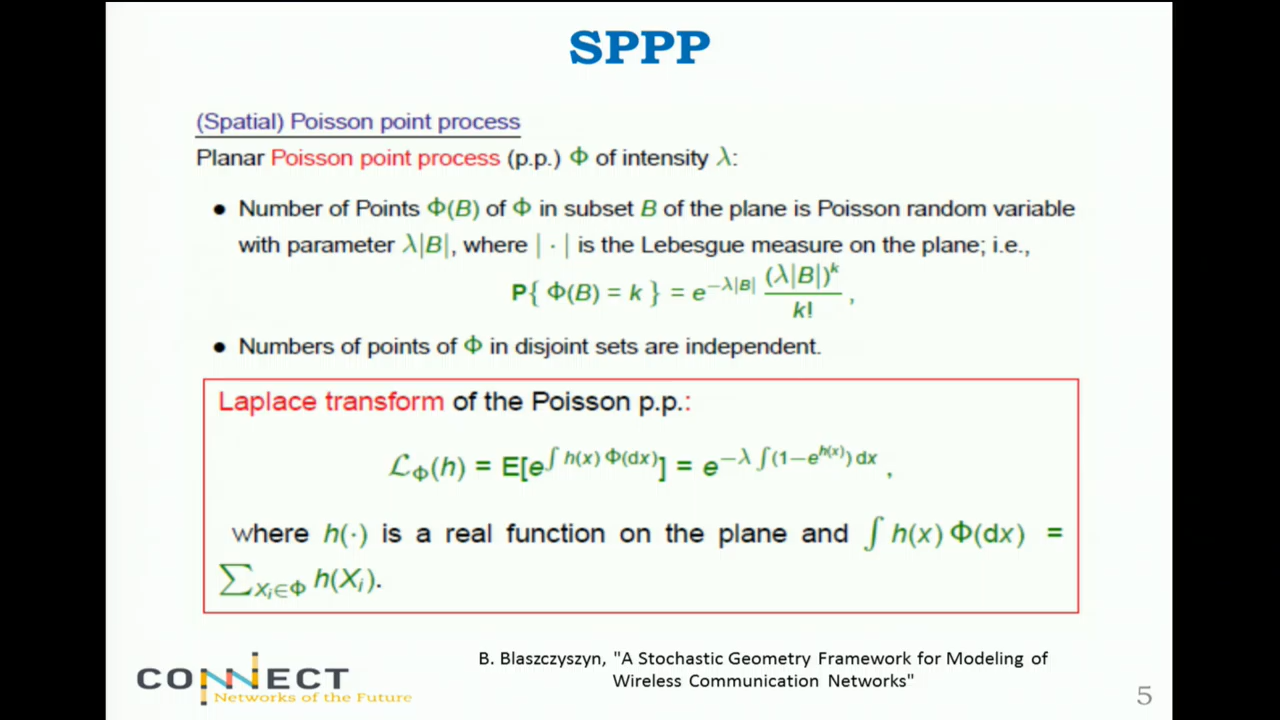 SPPP
(Spatial) Poisson point process
Planar Poisson point process (p.p.) Φ of intensity λ:
● Number of Points Φ(B) of Φ in subset B of the plane is Poisson random variable
with parameter λ|B|, where | · | is the Lebesgue measure on the plane; i.e.,
P{ Φ(B) = k } = e^{−λ|B|} (λ|B|)^k / k! ,
● Numbers of points of Φ in disjoint sets are independent.
Laplace transform of the Poisson p.p.:
ℒ_Φ(h) = E[e^{∫ h(x) Φ(dx)}] = e^{−λ ∫(1−e^{h(x)}) dx} ,
where h(·) is a real function on the plane and ∫ h(x) Φ(dx) =
∑_{X_i∈Φ} h(X_i).
B. Blaszczyszyn, "A Stochastic Geometry Framework for Modeling of
Wireless Communication Networks"
CONNECT
Networks of the Future
5